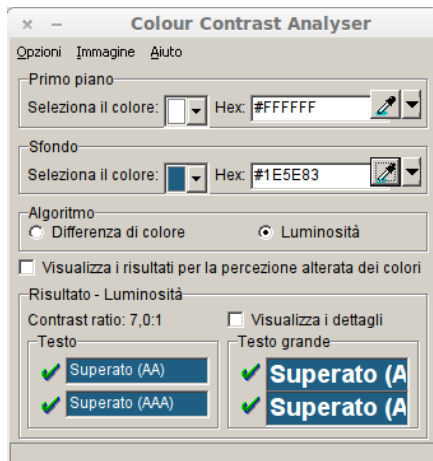 Colour Contrast Analyser
Opzioni Immagine Aiuto
Primo piano
Seleziona il colore: Hex: #FFFFFF
Sfondo
Seleziona il colore: Hex: #1E5E83
Algoritmo
Differenza di colore Luminosità
Visualizza i risultati per la percezione alterata dei colori
Risultato - Luminosità
Contrast ratio: 7,0:1 Visualizza i dettagli
Testo Testo grande
Superato (AA) Superato (A
Superato (AAA) Superato (A